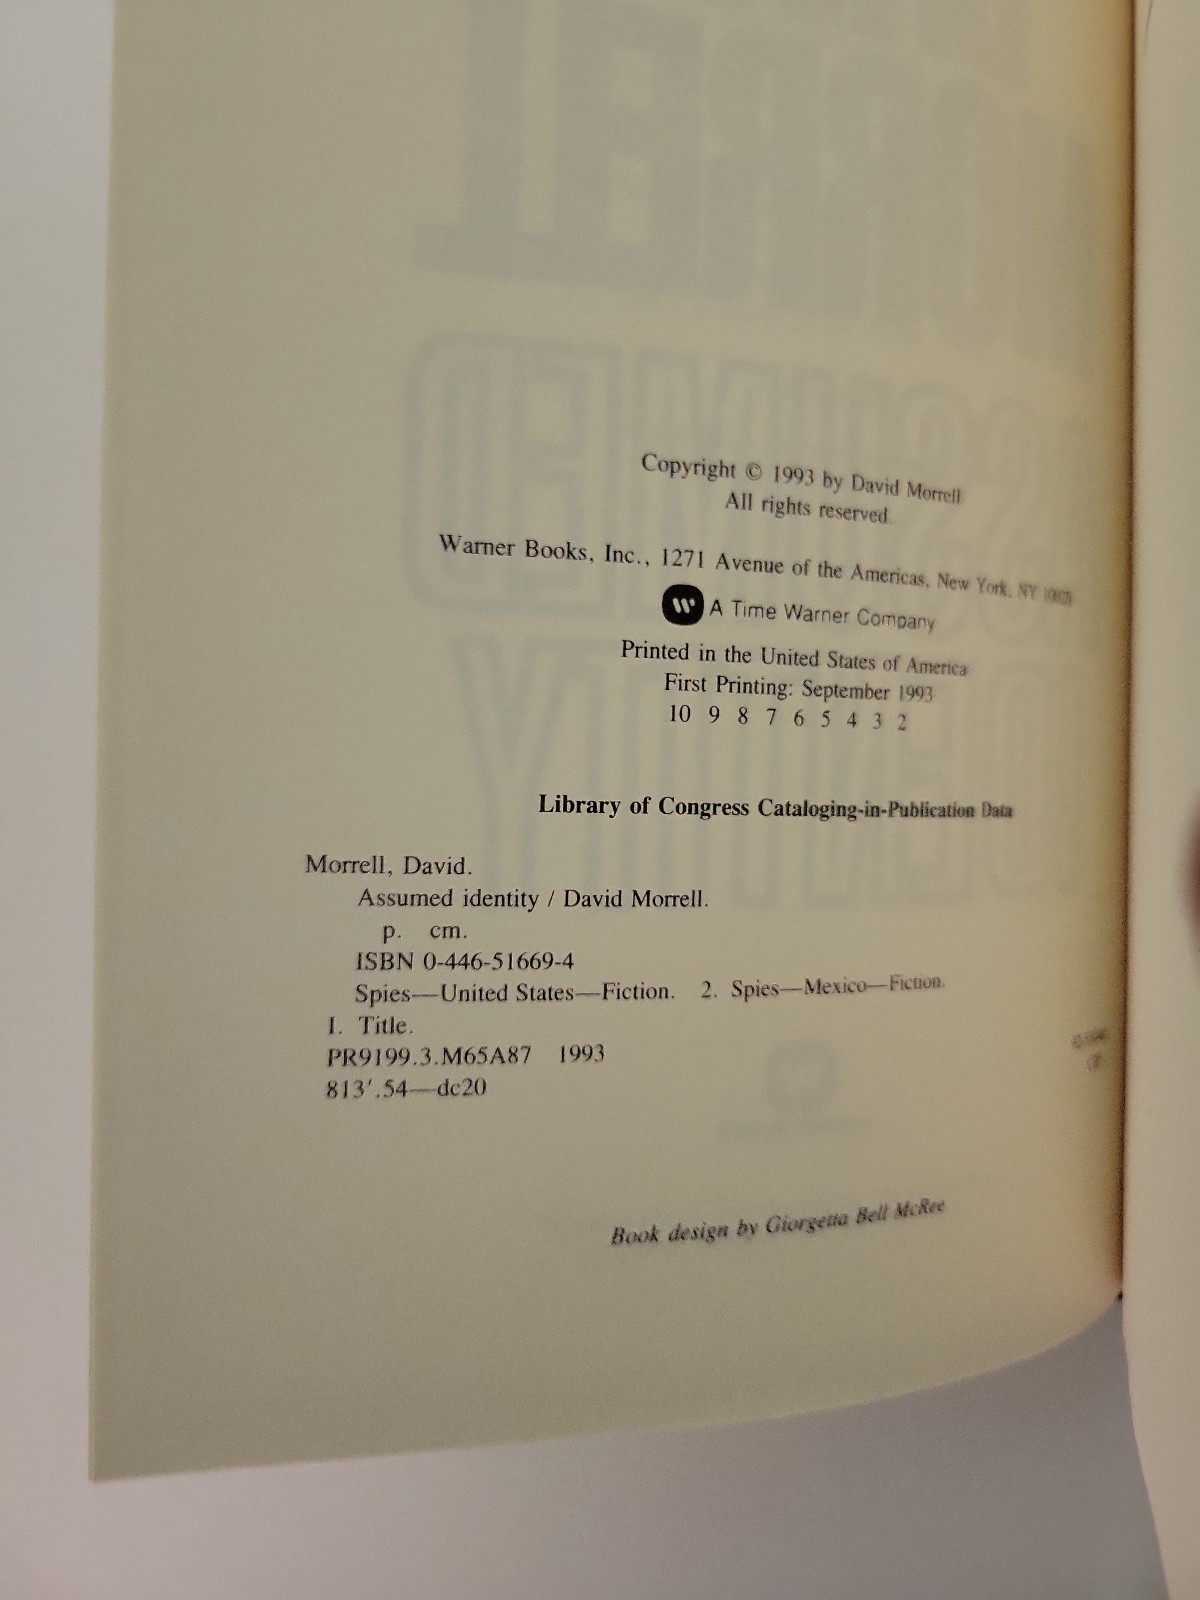 Copyright © 1993 by David Morrell
All rights reserved.
Warner Books, Inc., 1271 Avenue of the Americas, New York, NY
A Time Warner Company
Printed in the United States of America
First Printing: September 1993
10 9 8 7 6 5 4 3 2
Library of Congress Cataloging-in-Publication Data
Morrell, David.
Assumed identity / David Morrell.
p. cm.
ISBN 0-446-51669-4
Spies—United States—Fiction. 2. Spies—Mexico—Fiction.
I. Title.
PR9199.3.M65A87 1993
813'.54—dc20
Book design by Giorgetta Bell McRee